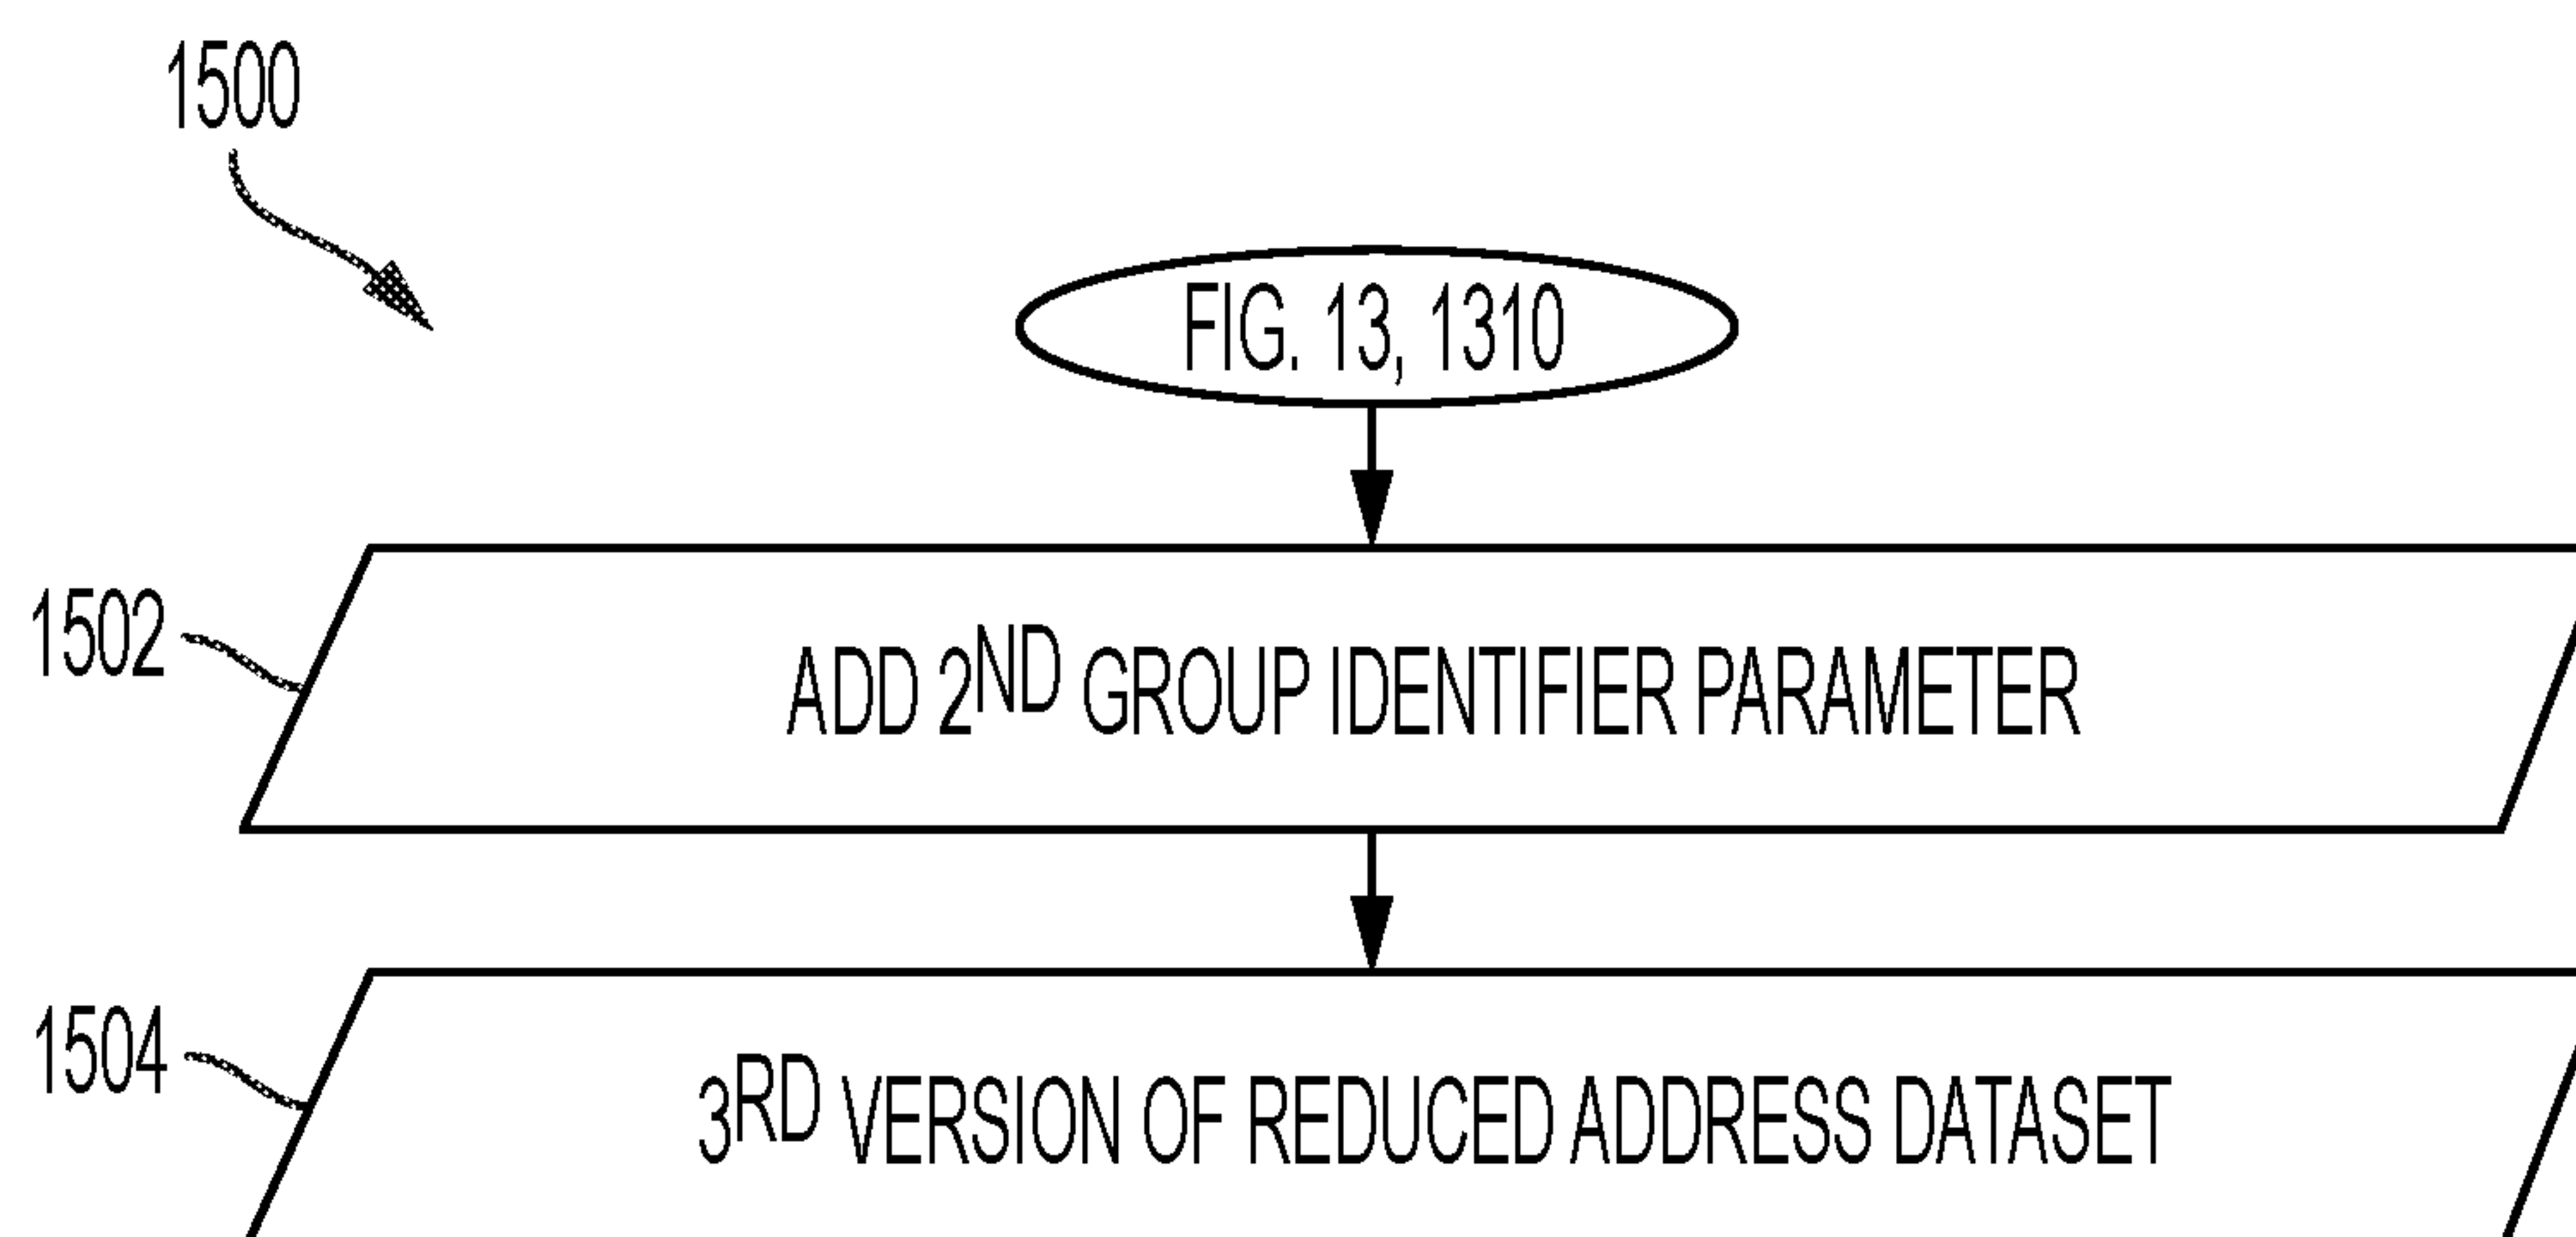 1500
FIG. 13, 1310
1502
ADD 2ND GROUP IDENTIFIER PARAMETER
1504
3RD VERSION OF REDUCED ADDRESS DATASET